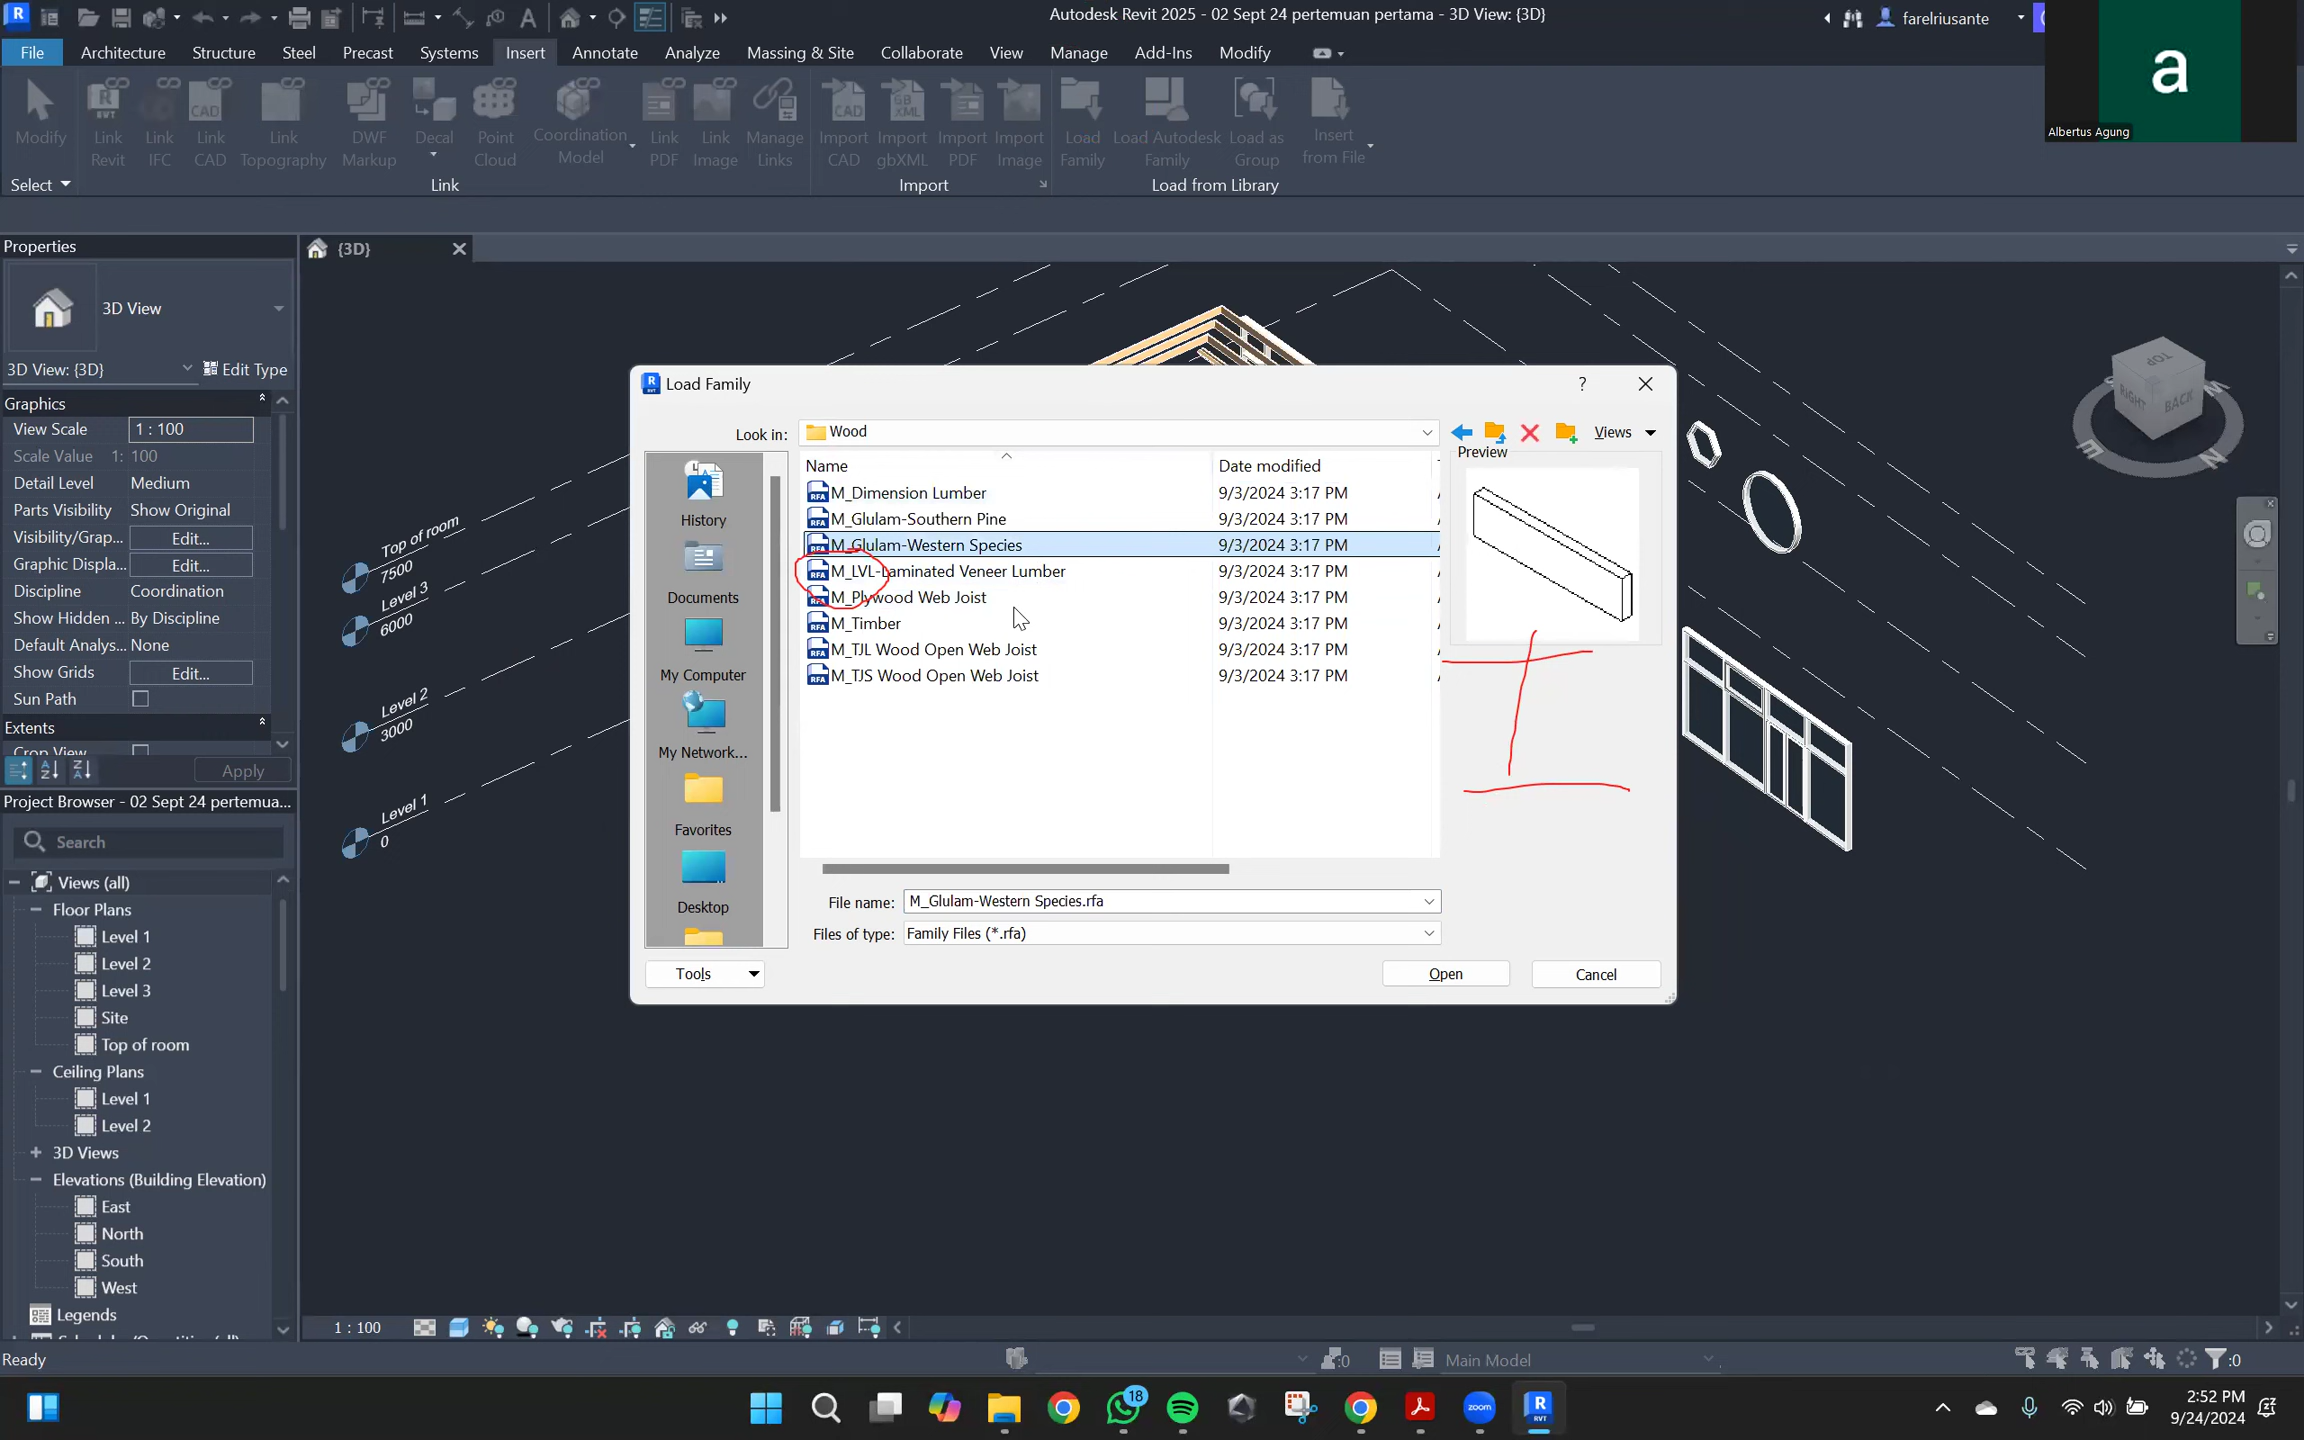 Autodesk Revit 2025 - 02 Sept 24 pertemuan pertama - 3D View: {3D}
farelriusante
a
Albertus Agung
File Architecture Structure Steel Precast Systems Insert Annotate Analyze Massing & Site Collaborate View Manage Add-Ins Modify
Modify
Link Revit
Link IFC
Link CAD
Link Topography
DWF Markup
Decal
Point Cloud
Coordination Model
Link PDF
Link Image
Manage Links
Import CAD
Import gbXML
Import PDF
Import Image
Load Family
Load Autodesk Family
Load as Group
Insert from File
Select
Link
Import
Load from Library
Properties
{3D}
3D View
3D View: {3D}
Edit Type
Graphics
View Scale 1 : 100
Scale Value 1: 100
Detail Level Medium
Parts Visibility Show Original
Visibility/Grap... Edit...
Graphic Displa... Edit...
Discipline Coordination
Show Hidden ... By Discipline
Default Analys... None
Show Grids Edit...
Sun Path
Extents
Crop View
Apply
Project Browser - 02 Sept 24 pertemua...
Search
Views (all)
Floor Plans
Level 1
Level 2
Level 3
Site
Top of room
Ceiling Plans
Level 1
Level 2
3D Views
Elevations (Building Elevation)
East
North
South
West
Legends
Top of room
7500
Level 3
6000
Level 2
3000
Level 1
0
TOP
RIGHT
BACK
Load Family
?
Look in: Wood
Views
Preview
Name Date modified
M_Dimension Lumber 9/3/2024 3:17 PM
M_Glulam-Southern Pine 9/3/2024 3:17 PM
M_Glulam-Western Species 9/3/2024 3:17 PM
M_LVL-Laminated Veneer Lumber 9/3/2024 3:17 PM
M_Plywood Web Joist 9/3/2024 3:17 PM
M_Timber 9/3/2024 3:17 PM
M_TJL Wood Open Web Joist 9/3/2024 3:17 PM
M_TJS Wood Open Web Joist 9/3/2024 3:17 PM
History
Documents
My Computer
My Network...
Favorites
Desktop
File name: M_Glulam-Western Species.rfa
Files of type: Family Files (*.rfa)
Tools
Open
Cancel
1 : 100
Ready
:0
Main Model
:0
18
zoom
2:52 PM
9/24/2024